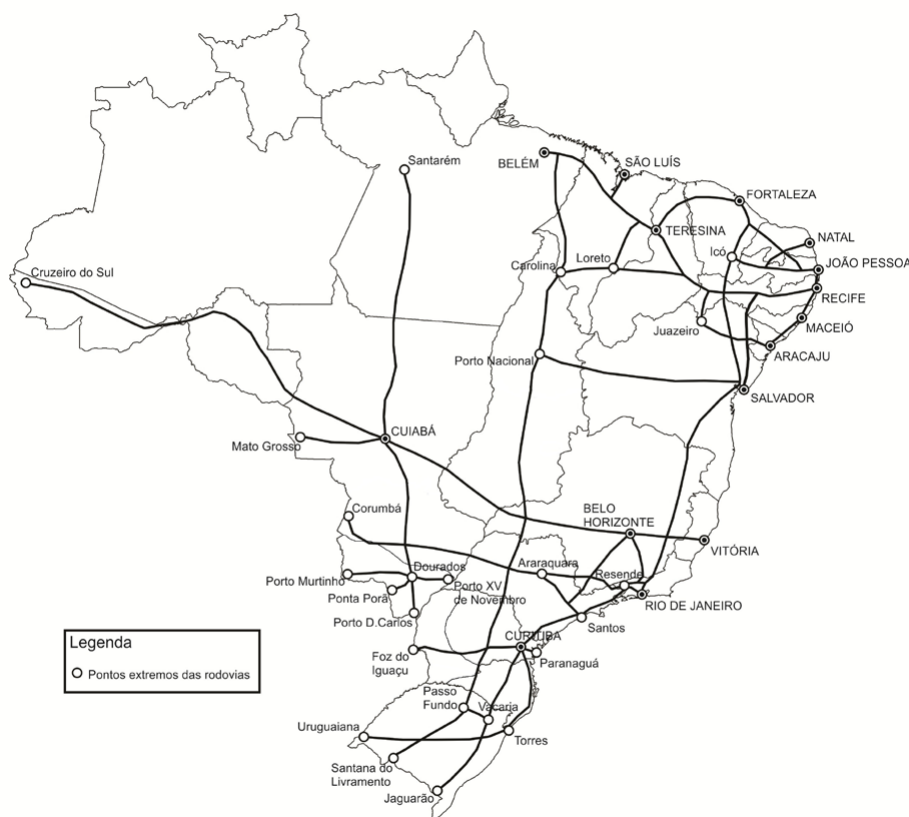 Santarém
BELÉM
SÃO LUÍS
FORTALEZA
TERESINA
NATAL
Icó
JOÃO PESSOA
Cruzeiro do Sul
Carolina
Loreto
RECIFE
MACEIÓ
Juazeiro
ARACAJU
Porto Nacional
SALVADOR
CUIABÁ
Mato Grosso
Corumbá
BELO
HORIZONTE
VITÓRIA
Araraquara
Resende
Dourados
Porto Murtinho
Porto XV
de Novembro
Ponta Porã
RIO DE JANEIRO
Porto D.Carlos
Santos
CURITIBA
Foz do
Iguaçu
Paranaguá
Legenda
Pontos extremos das rodovias
Passo
Fundo
Vacaria
Uruguaiana
Torres
Santana do
Livramento
Jaguarão